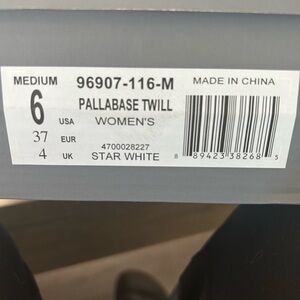 MEDIUM 96907-116-M MADE IN CHINA
6 USA PALLABASE TWILL
WOMEN'S
37 EUR
4700028227
4 UK STAR WHITE
8 89423 38268 3